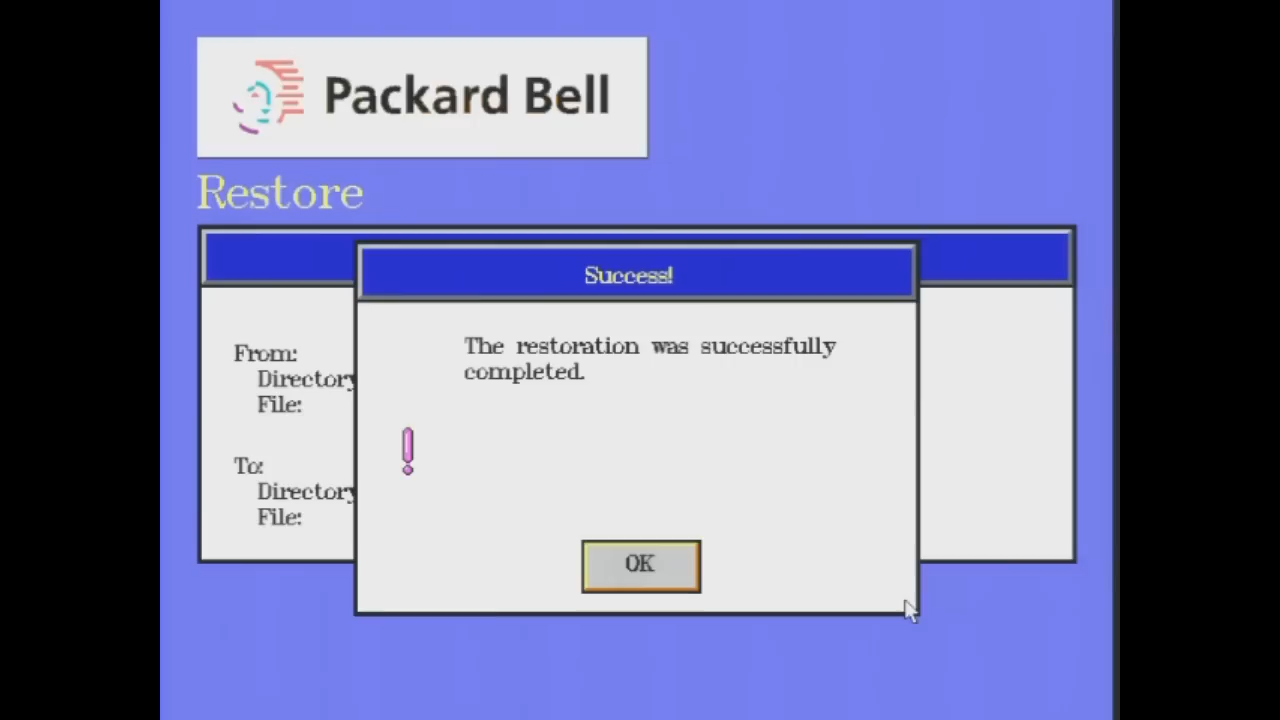 Packard Bell
Restore
Success!
The restoration was successfully
completed.
From:
Directory
File:
To:
Directory
File:
OK